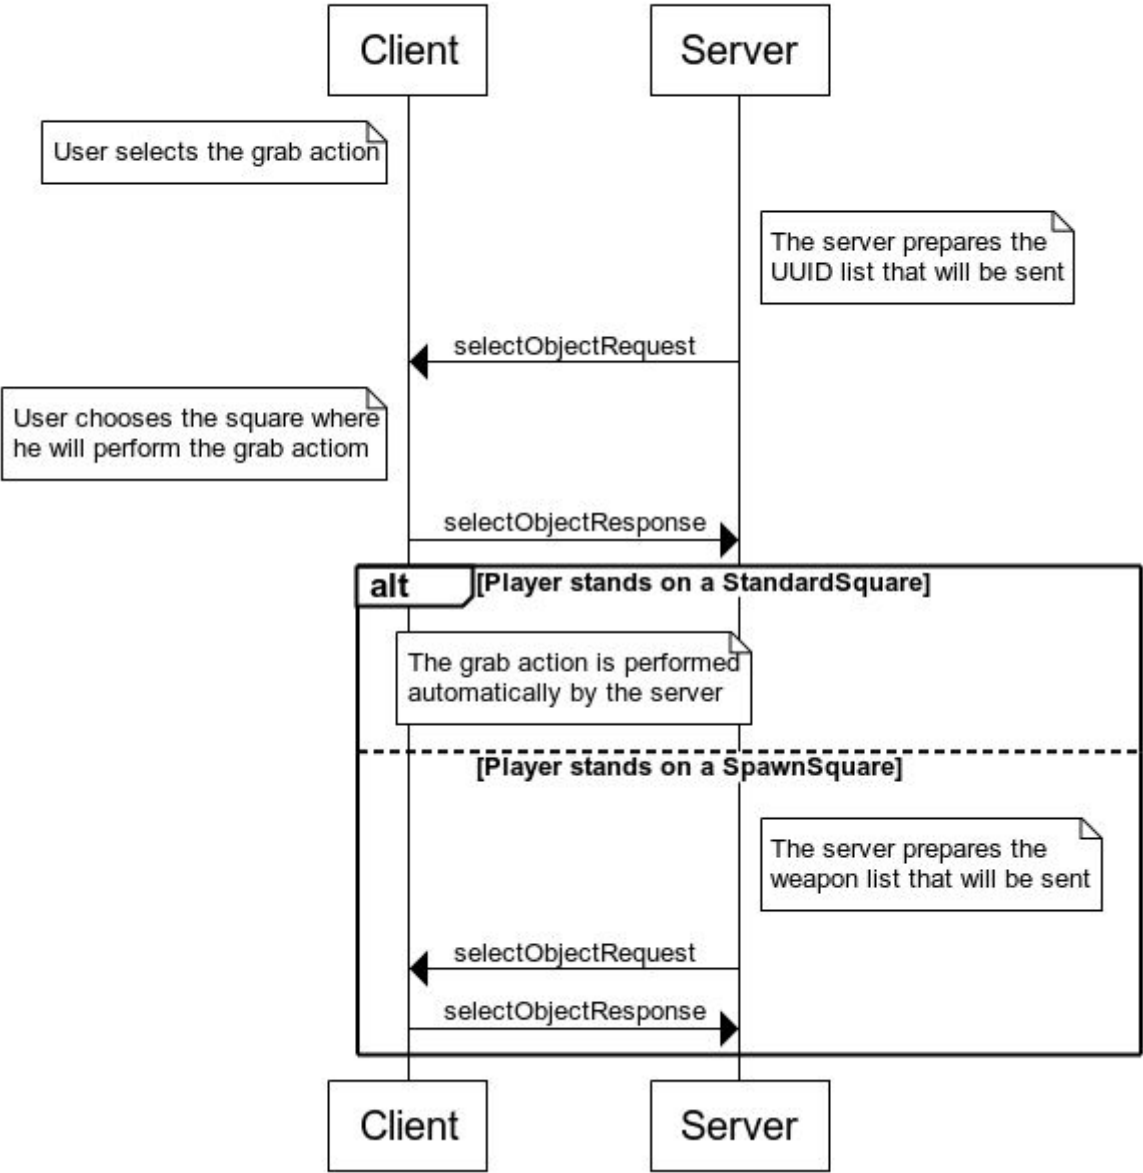 Client
Server
User selects the grab action
The server prepares the
UUID list that will be sent
selectObjectRequest
User chooses the square where
he will perform the grab actiom
selectObjectResponse
alt
[Player stands on a StandardSquare]
The grab action is performed
automatically by the server
[Player stands on a SpawnSquare]
The server prepares the
weapon list that will be sent
selectObjectRequest
selectObjectResponse
Client
Server